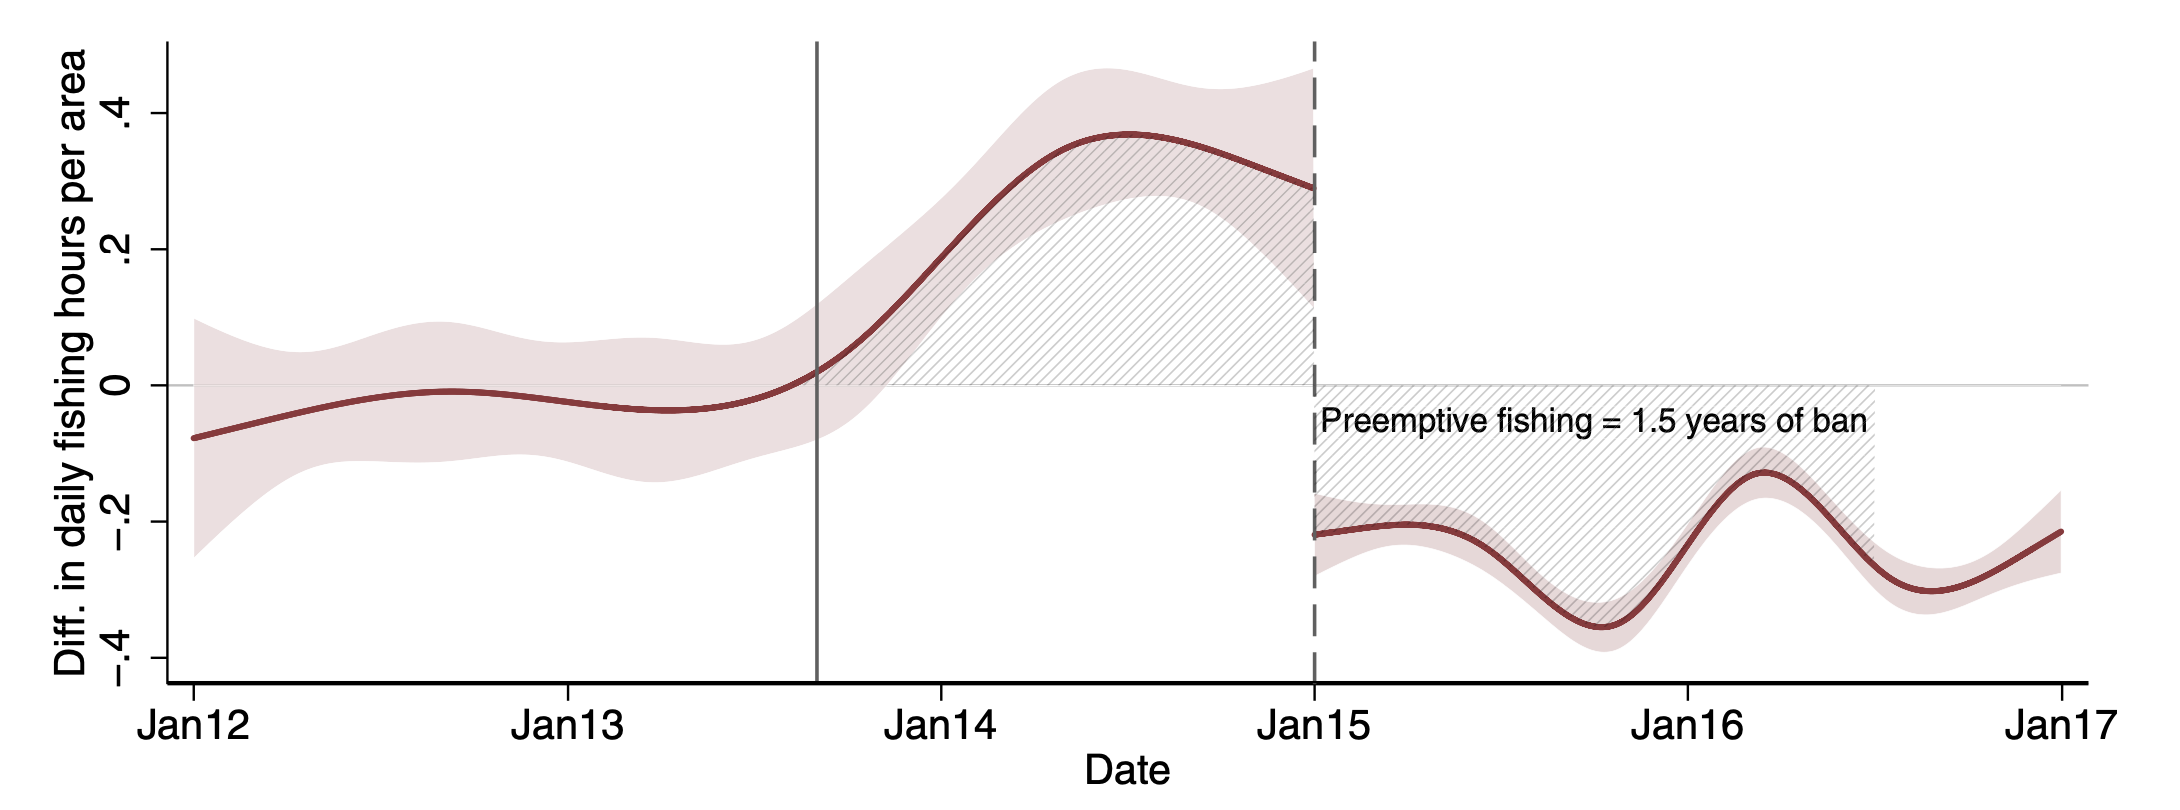 Diff. in daily fishing hours per area
.4
.2
0
−.2
−.4
Preemptive fishing = 1.5 years of ban
Jan12 Jan13 Jan14 Jan15 Jan16 Jan17
Date